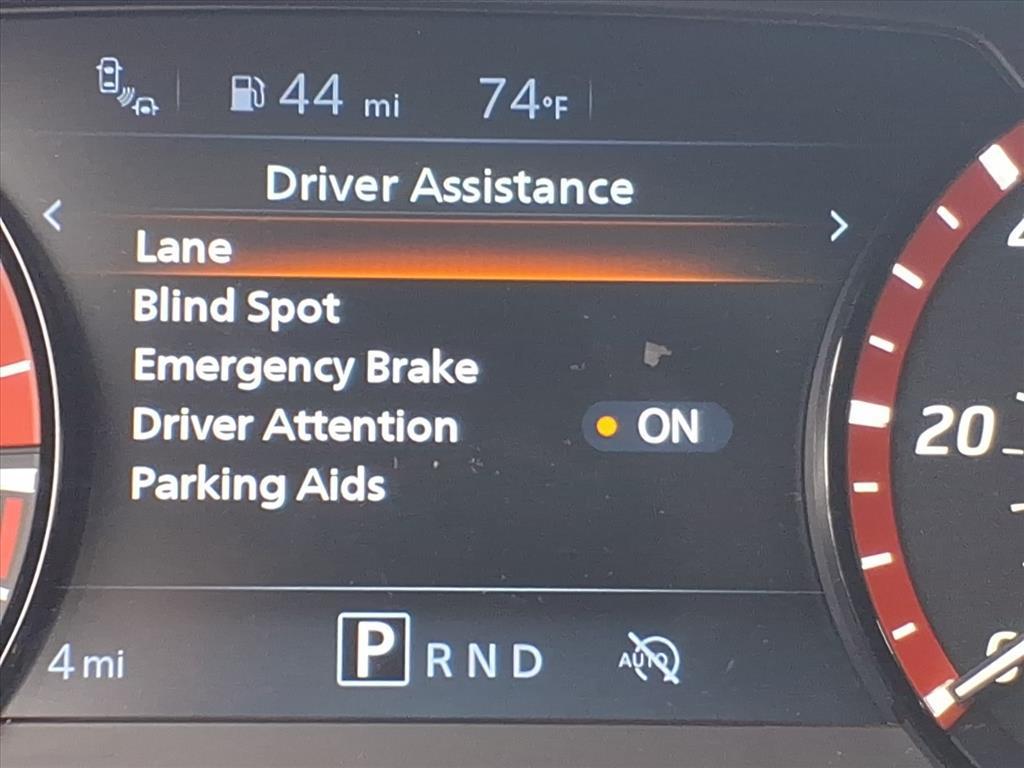 44 mi 74°F
Driver Assistance
Lane
Blind Spot
Emergency Brake
Driver Attention ON
Parking Aids
20
4 mi P R N D AUTO
0